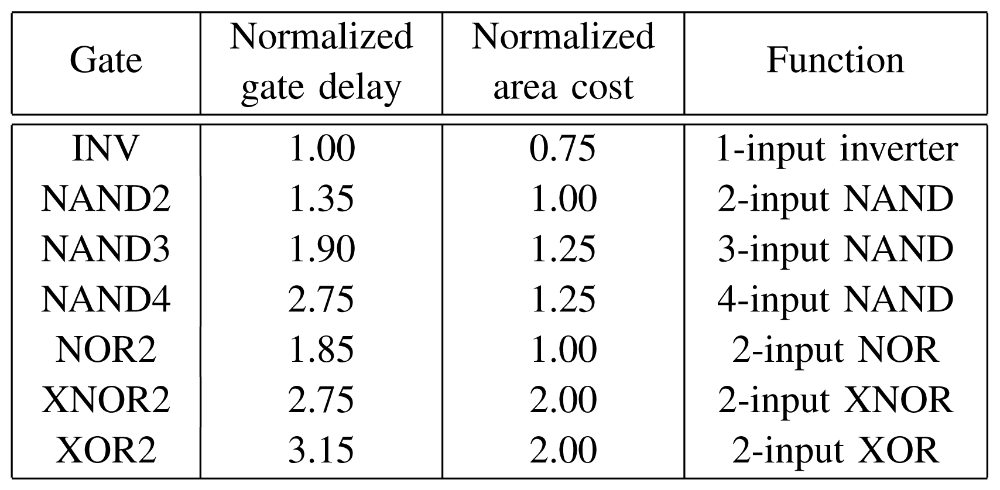 Gate Normalized gate delay Normalized area cost Function
INV 1.00 0.75 1-input inverter
NAND2 1.35 1.00 2-input NAND
NAND3 1.90 1.25 3-input NAND
NAND4 2.75 1.25 4-input NAND
NOR2 1.85 1.00 2-input NOR
XNOR2 2.75 2.00 2-input XNOR
XOR2 3.15 2.00 2-input XOR